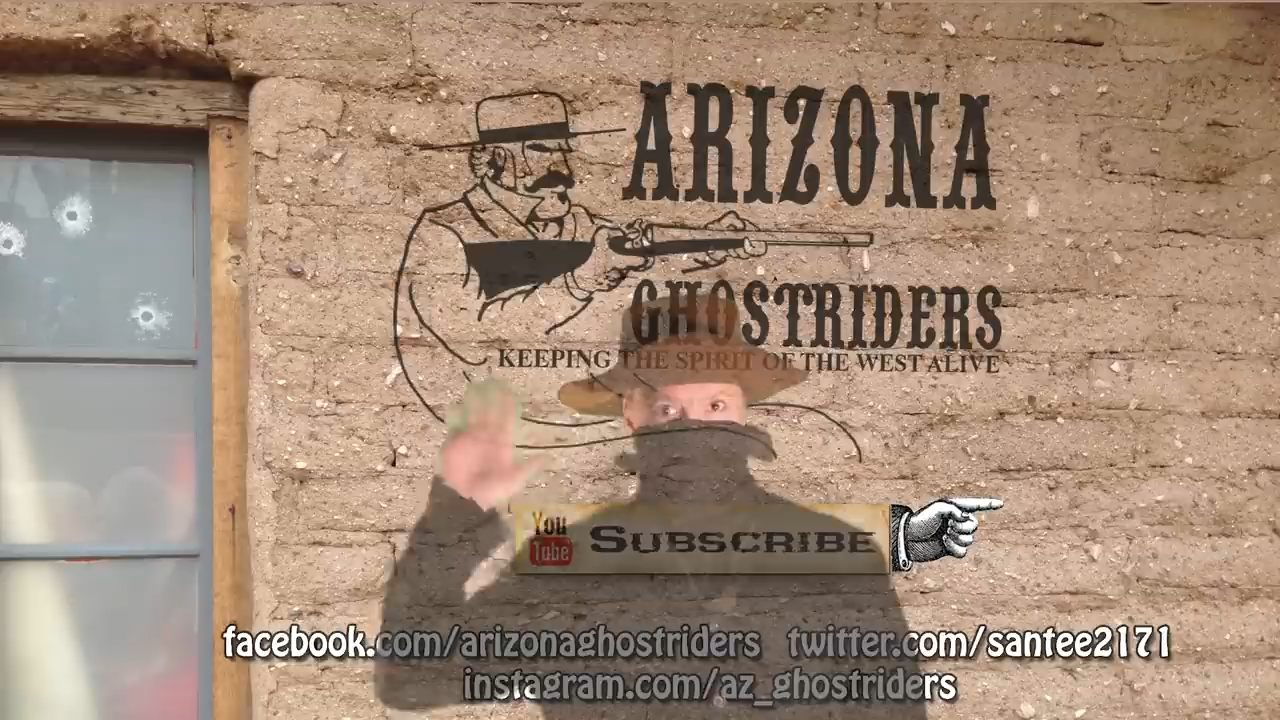 ARIZONA
GHOSTRIDERS
KEEPING THE SPIRIT OF THE WEST ALIVE
You
Tube
SUBSCRIBE
facebook.com/arizonaghostriders twitter.com/santee2171
instagram.com/az_ghostriders